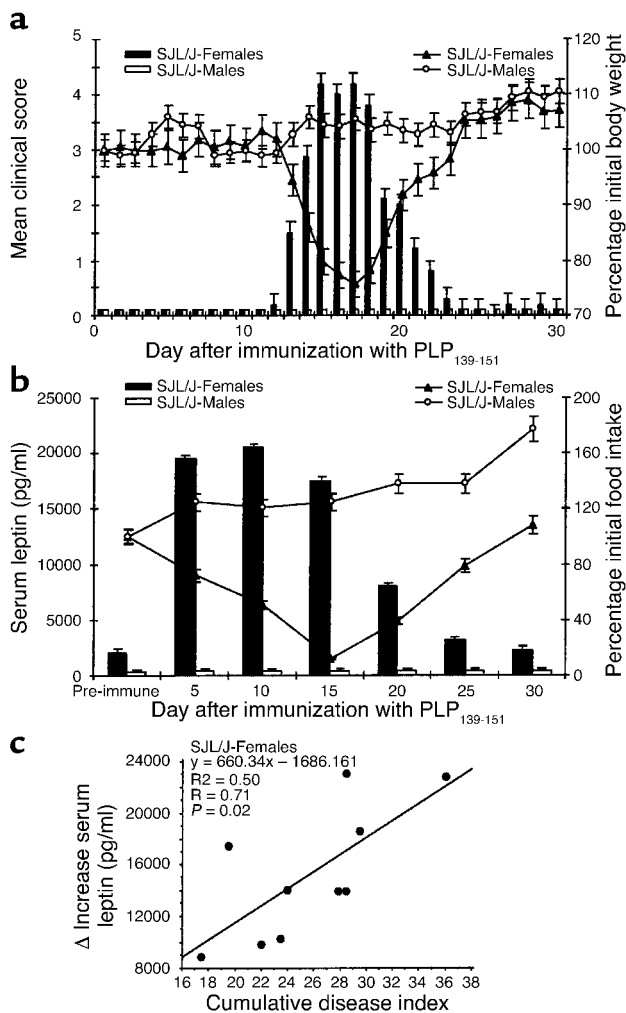 a
SJL/J-Females
SJL/J-Males
SJL/J-Females
SJL/J-Males
Mean clinical score
5
4
3
2
1
0
Percentage initial body weight
120
110
100
90
80
70
0 10 20 30
Day after immunization with PLP139-151
b
SJL/J-Females
SJL/J-Males
SJL/J-Females
SJL/J-Males
Serum leptin (pg/ml)
25000
20000
15000
10000
5000
0
Percentage initial food intake
200
160
120
80
40
0
Pre-immune 5 10 15 20 25 30
Day after immunization with PLP139-151
c
SJL/J-Females
y = 660.34x – 1686.161
R2 = 0.50
R = 0.71
P = 0.02
Δ Increase serum
leptin (pg/ml)
24000
20000
16000
12000
8000
16 18 20 22 24 26 28 30 32 34 36 38
Cumulative disease index